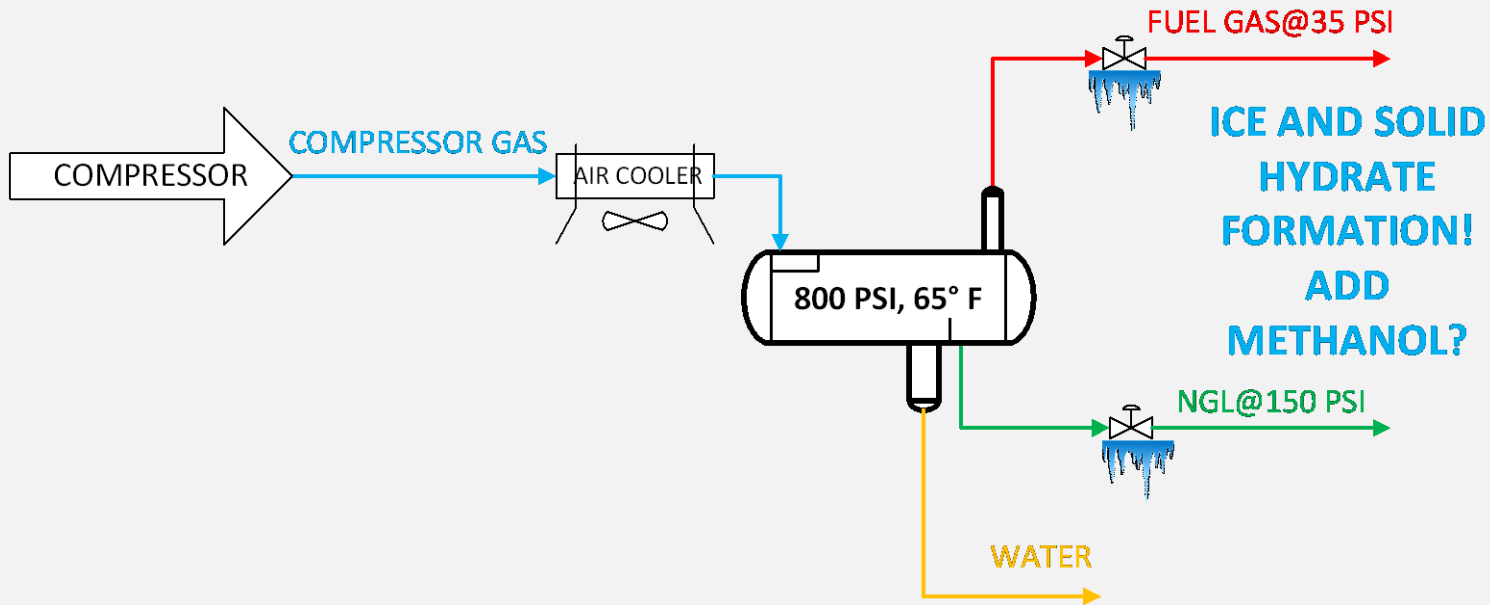 FUEL GAS@35 PSI
COMPRESSOR GAS
COMPRESSOR
AIR COOLER
ICE AND SOLID
HYDRATE
FORMATION!
ADD
METHANOL?
800 PSI, 65° F
NGL@150 PSI
WATER